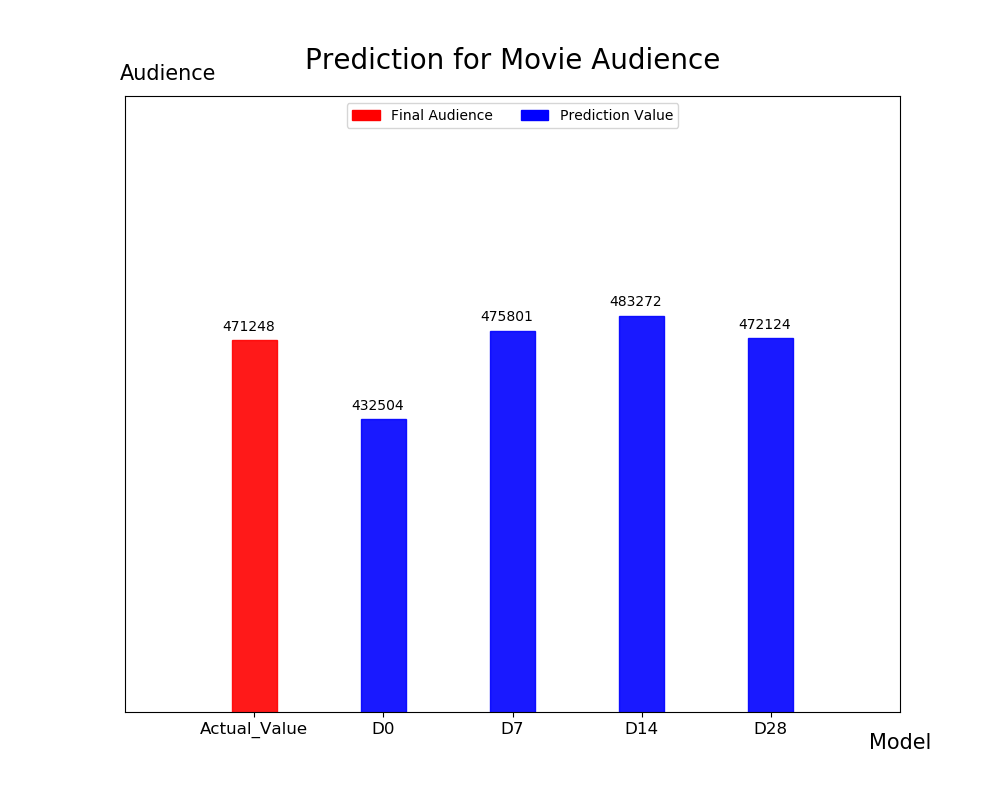 Prediction for Movie Audience
Audience
Final Audience Prediction Value
471248
432504
475801
483272
472124
Actual_Value D0 D7 D14 D28
Model